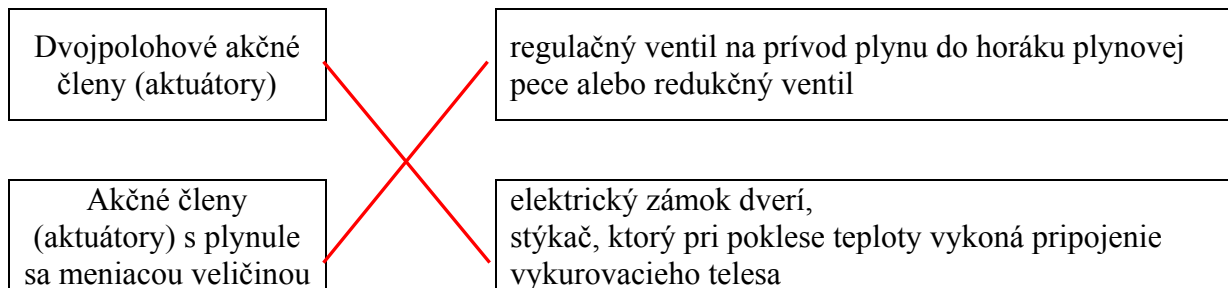 Dvojpolohové akčné
členy (aktuátory)
regulačný ventil na prívod plynu do horáku plynovej
pece alebo redukčný ventil
Akčné členy
(aktuátory) s plynule
sa meniacou veličinou
elektrický zámok dverí,
stýkač, ktorý pri poklese teploty vykoná pripojenie
vykurovacieho telesa